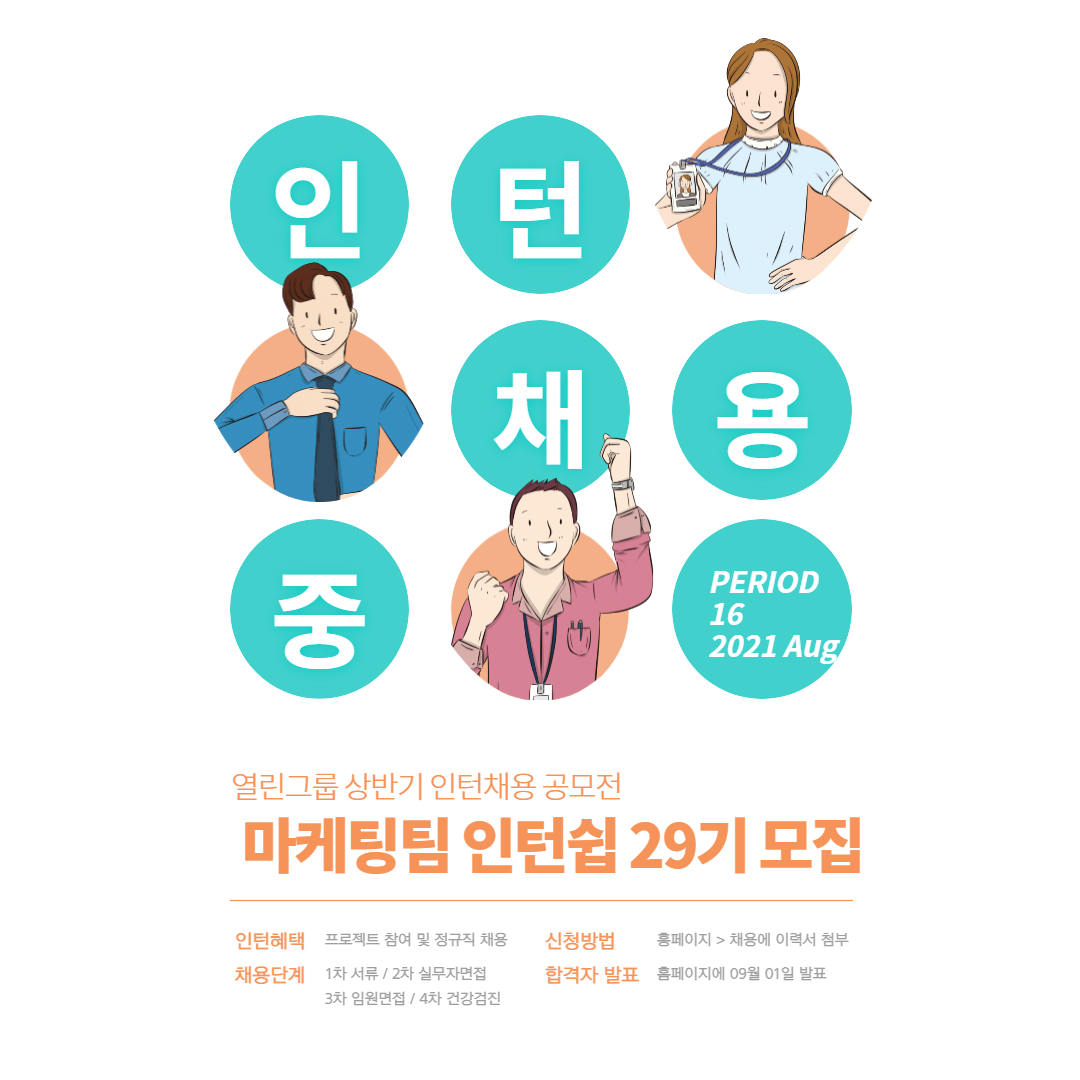 인
턴
채
용
중
PERIOD
16
2021 Aug
열린그룹 상반기 인턴채용 공모전
마케팅팀 인턴쉽 29기 모집
인턴혜택 프로젝트 참여 및 정규직 채용
채용단계 1차 서류 / 2차 실무자면접
3차 임원면접 / 4차 건강검진
신청방법 홍페이지 > 채용에 이력서 첨부
합격자 발표 홈페이지에 09월 01일 발표